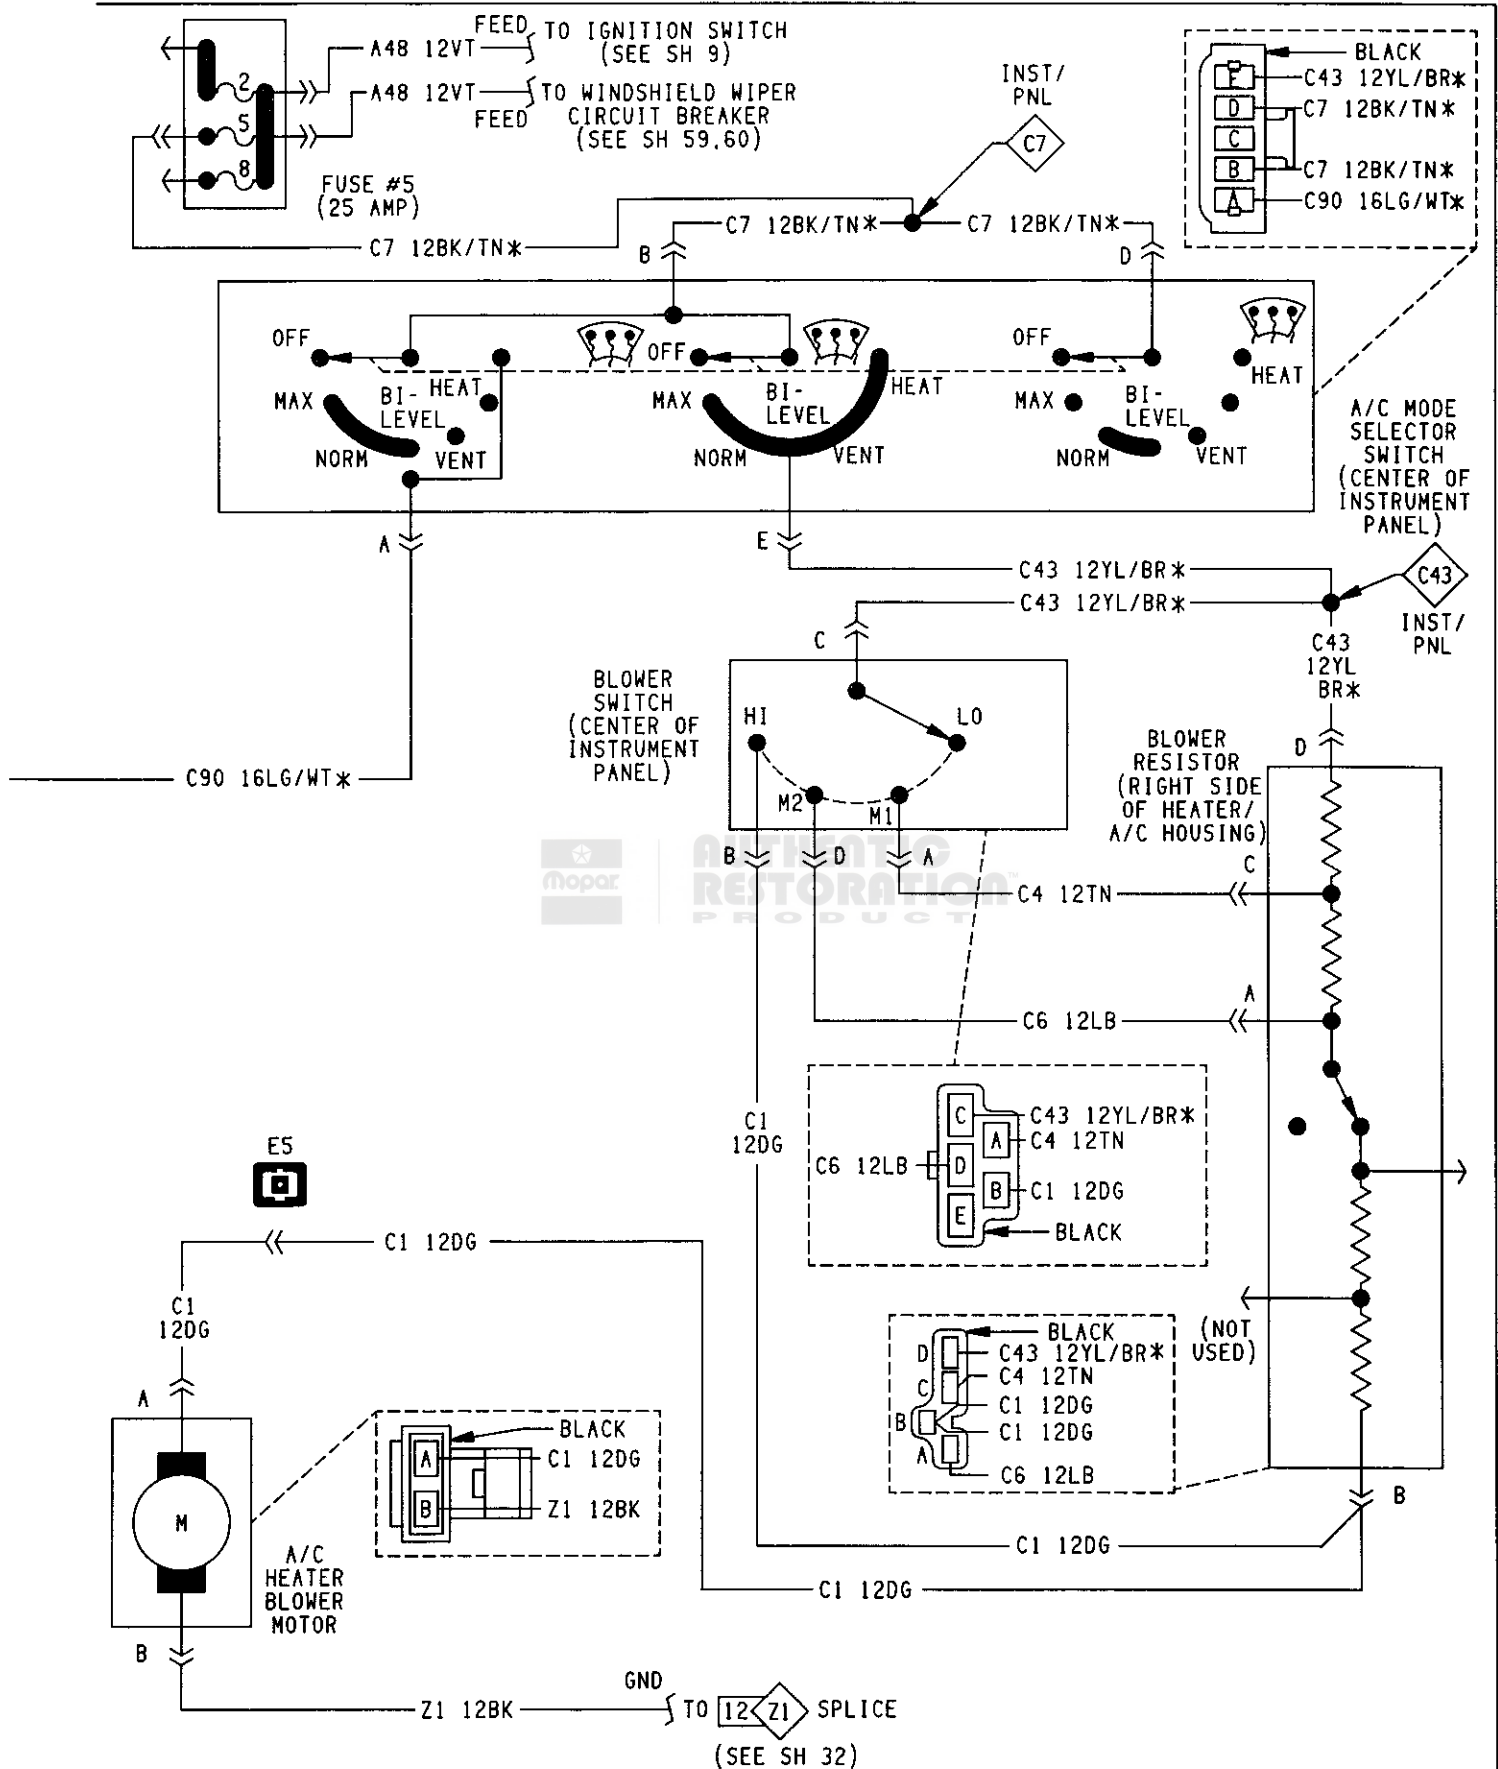 FEED
A48 12VT
TO IGNITION SWITCH
(SEE SH 9)
A48 12VT
FEED
TO WINDSHIELD WIPER
CIRCUIT BREAKER
(SEE SH 59,60)
2
5
8
FUSE #5
(25 AMP)
INST/
PNL
C7
BLACK
E
C43 12YL/BR*
D
C7 12BK/TN*
C
B
C7 12BK/TN*
A
C90 16LG/WT*
C7 12BK/TN*
B
C7 12BK/TN*
C7 12BK/TN*
D
OFF
MAX
NORM
BI-
LEVEL
HEAT
VENT
OFF
MAX
NORM
BI-
LEVEL
HEAT
VENT
OFF
MAX
NORM
BI-
LEVEL
HEAT
VENT
A/C MODE
SELECTOR
SWITCH
(CENTER OF
INSTRUMENT
PANEL)
A
E
C43 12YL/BR*
C43 12YL/BR*
C43
INST/
PNL
C43
12YL
BR*
C
BLOWER
SWITCH
(CENTER OF
INSTRUMENT
PANEL)
HI
LO
M2
M1
B
D
A
C90 16LG/WT*
BLOWER
RESISTOR
(RIGHT SIDE
OF HEATER/
A/C HOUSING)
D
C
C4 12TN
Mopar
AUTHENTIC
RESTORATION™
PRODUCT
A
C6 12LB
C1
12DG
C
C43 12YL/BR*
A
C4 12TN
C6 12LB
D
B
C1 12DG
E
BLACK
E5
C1 12DG
C1
12DG
A
(NOT
USED)
BLACK
D
C43 12YL/BR*
C
C4 12TN
C1 12DG
B
C1 12DG
A
C6 12LB
B
BLACK
A
C1 12DG
B
Z1 12BK
M
A/C
HEATER
BLOWER
MOTOR
C1 12DG
C1 12DG
B
Z1 12BK
GND
TO 12 Z1 SPLICE
(SEE SH 32)